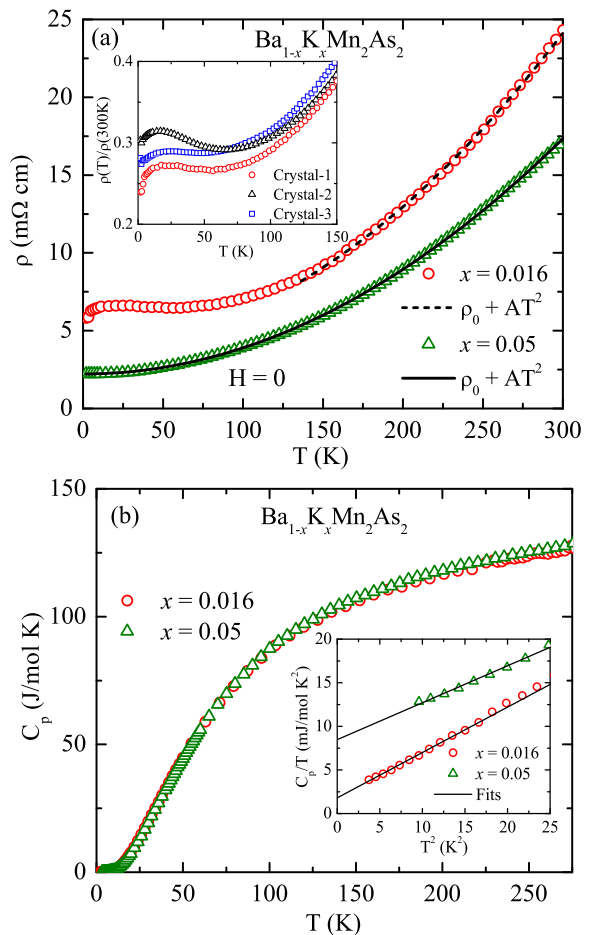 (a) Ba1-xKxMn2As2
25
20
15
10
5
0
ρ (mΩ cm)
0.4
0.3
0.2
ρ(T)/ρ(300K)
Crystal-1
Crystal-2
Crystal-3
0 50 100 150
T (K)
x = 0.016
ρ0 + AT²
x = 0.05
ρ0 + AT²
H = 0
0 50 100 150 200 250 300
T (K)
(b) Ba1-xKxMn2As2
150
100
50
0
Cp (J/mol K)
x = 0.016
x = 0.05
20
15
10
5
0
Cp/T (mJ/mol K²)
x = 0.016
x = 0.05
Fits
0 5 10 15 20 25
T² (K²)
0 50 100 150 200 250
T (K)